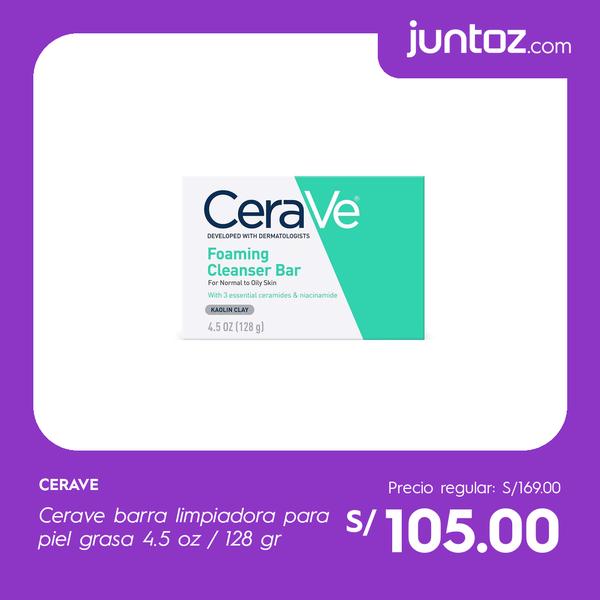 juntoz.com
CeraVe®
DEVELOPED WITH DERMATOLOGISTS
Foaming
Cleanser Bar
For Normal to Oily Skin
With 3 essential ceramides & niacinamide
KAOLIN CLAY
4.5 OZ (128 g)
CERAVE
Cerave barra limpiadora para
piel grasa 4.5 oz / 128 gr
Precio regular: S/169.00
S/ 105.00